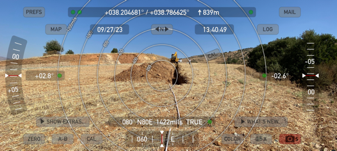 PREFS
+038.204681° / +038.786625° ↑ 839m
MAIL
MAP
09/27/23
13:40:49
LOG
+02.8°
-02.6°
SHOW EXTRAS
080 N80E 1422mils TRUE
WHAT'S NEW
ZERO
A-B
CAL
060
E